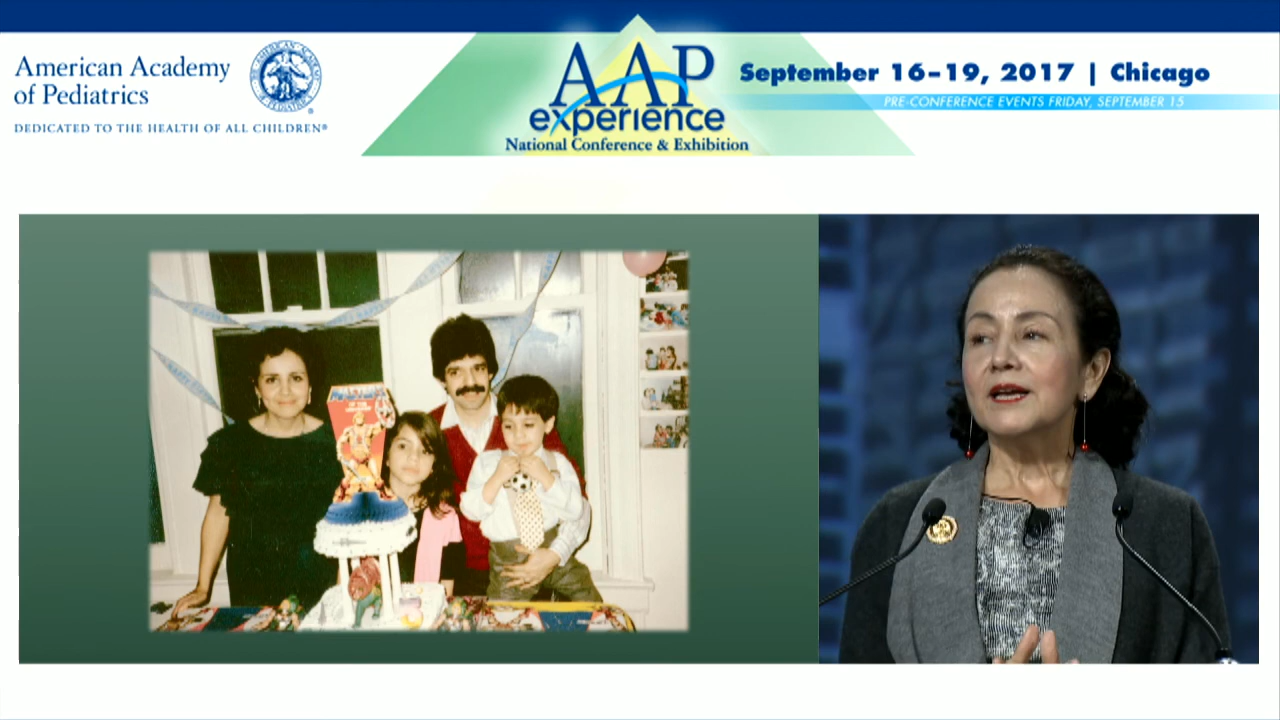 American Academy
of Pediatrics
DEDICATED TO THE HEALTH OF ALL CHILDREN®
AAP
experience
National Conference & Exhibition
September 16–19, 2017 | Chicago
PRE-CONFERENCE EVENTS FRIDAY, SEPTEMBER 15